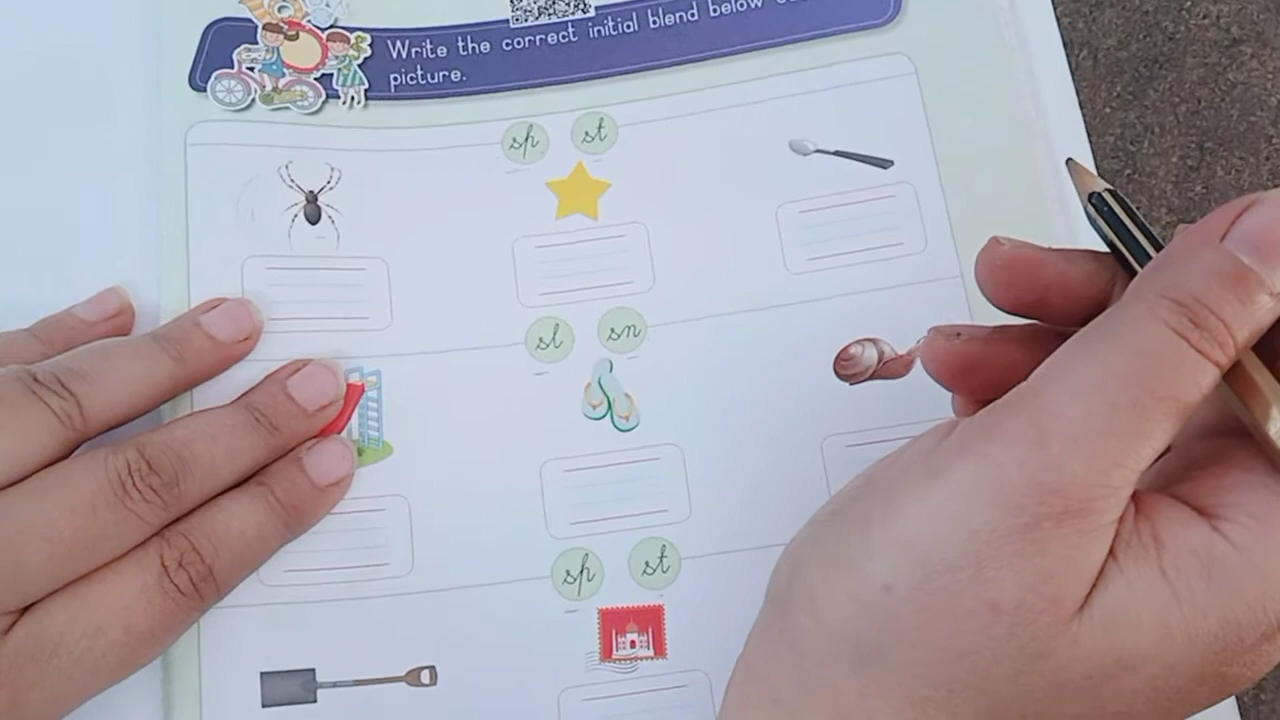 Write the correct initial blend below
picture.
sp st
sl sn
sp st